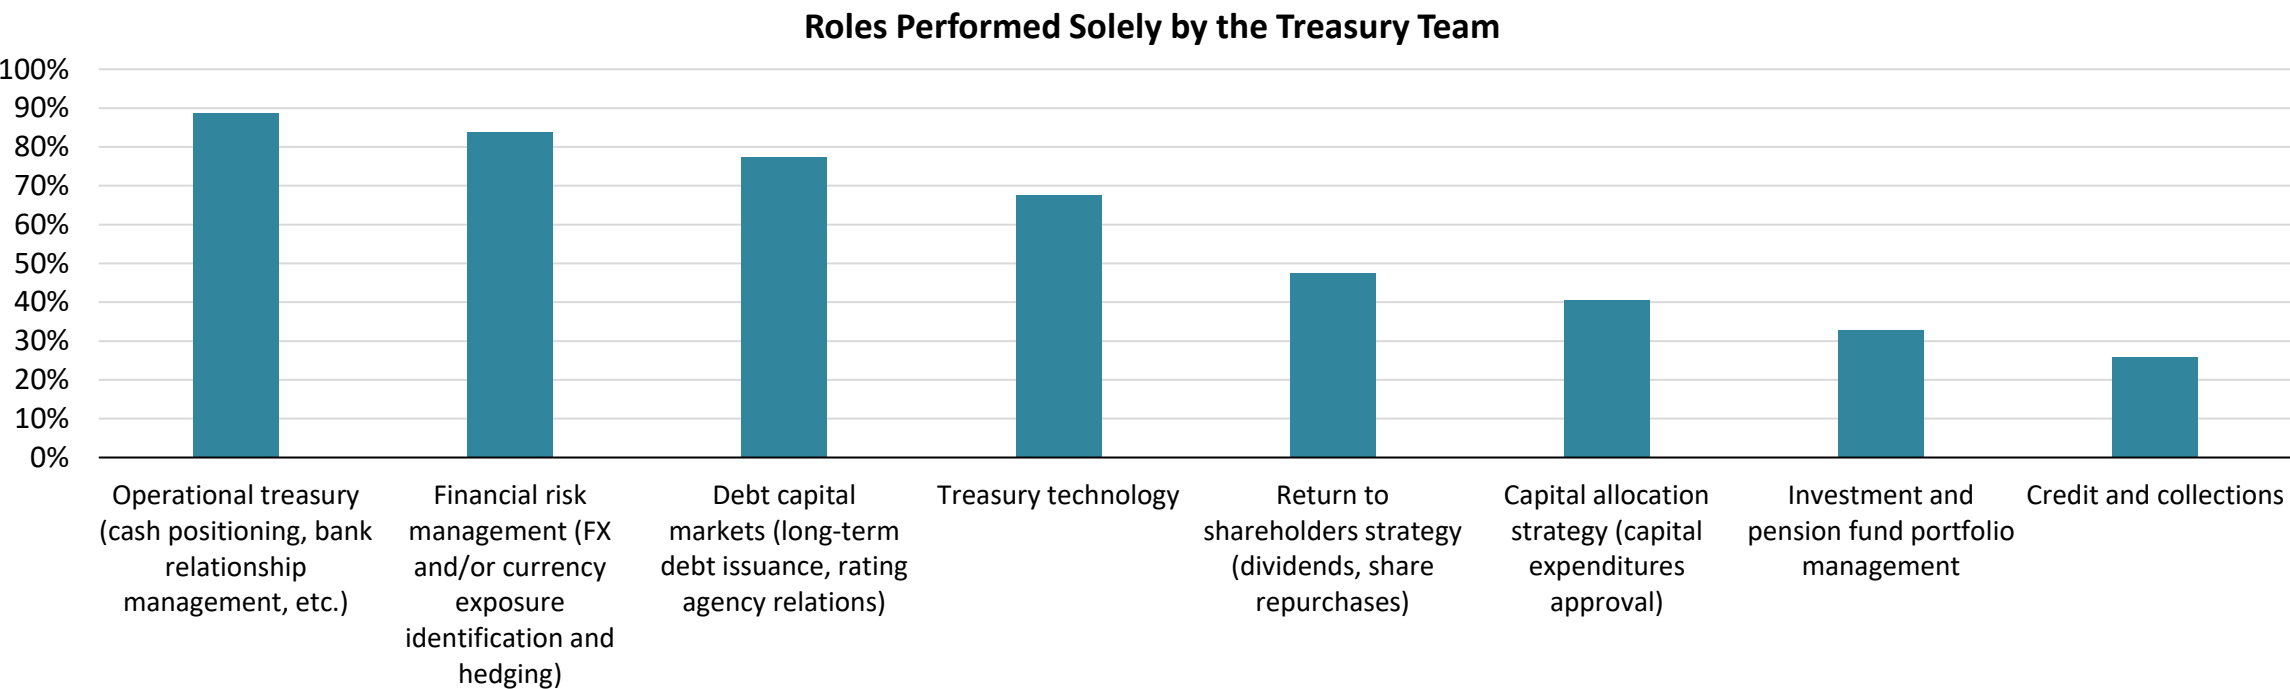 Roles Performed Solely by the Treasury Team
100%
90%
80%
70%
60%
50%
40%
30%
20%
10%
0%
Operational treasury
(cash positioning, bank
relationship
management, etc.)
Financial risk
management (FX
and/or currency
exposure
identification and
hedging)
Debt capital
markets (long-term
debt issuance, rating
agency relations)
Treasury technology
Return to
shareholders strategy
(dividends, share
repurchases)
Capital allocation
strategy (capital
expenditures
approval)
Investment and
pension fund portfolio
management
Credit and collections